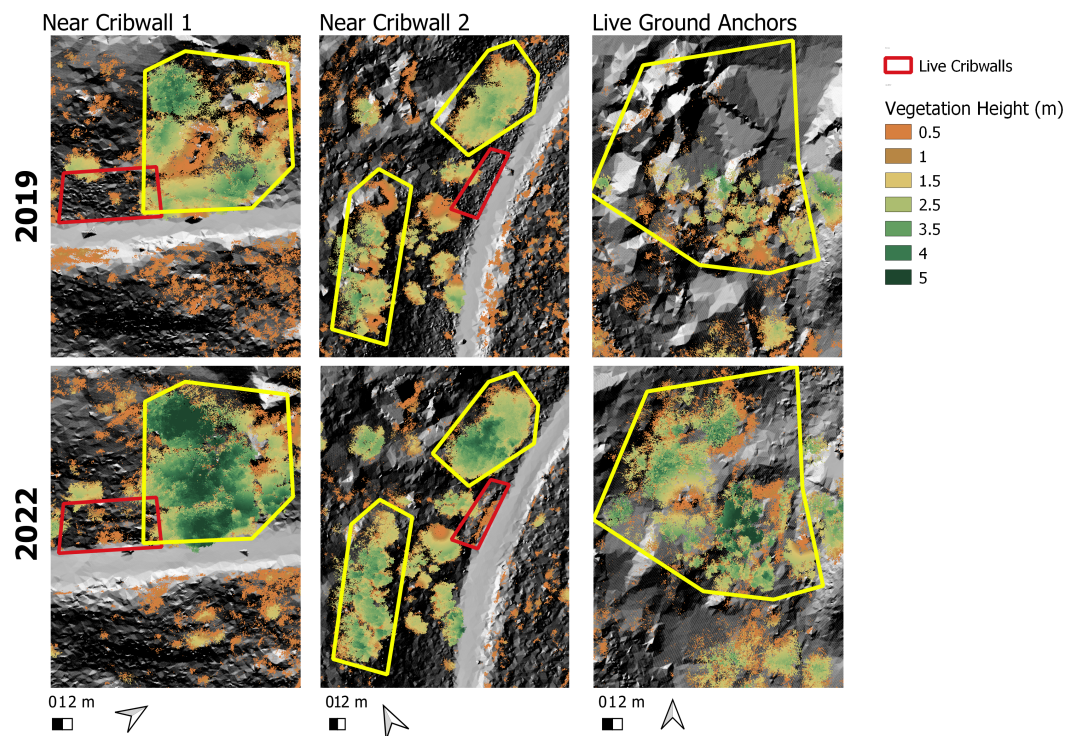 Near Cribwall 1
Near Cribwall 2
Live Ground Anchors
Live Cribwalls
Vegetation Height (m)
0.5
1
1.5
2.5
3.5
4
5
2019
2022
012 m
012 m
012 m